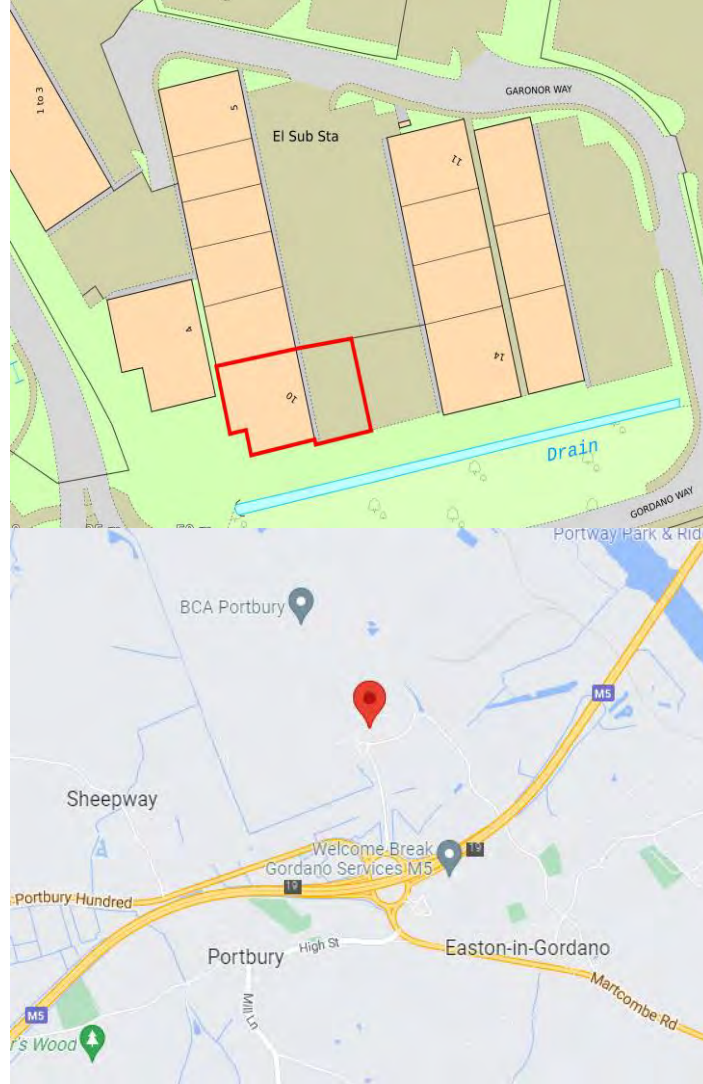 1 to 3
5
El Sub Sta
GARONOR WAY
11
4
10
14
Drain
GORDANO WAY
Portway Park & Rid
BCA Portbury
M5
Sheepway
Welcome Break
Gordano Services M5
19
19
Portbury Hundred
Portbury
High St
Easton-in-Gordano
Mill Ln
Martcombe Rd
M5
r's Wood